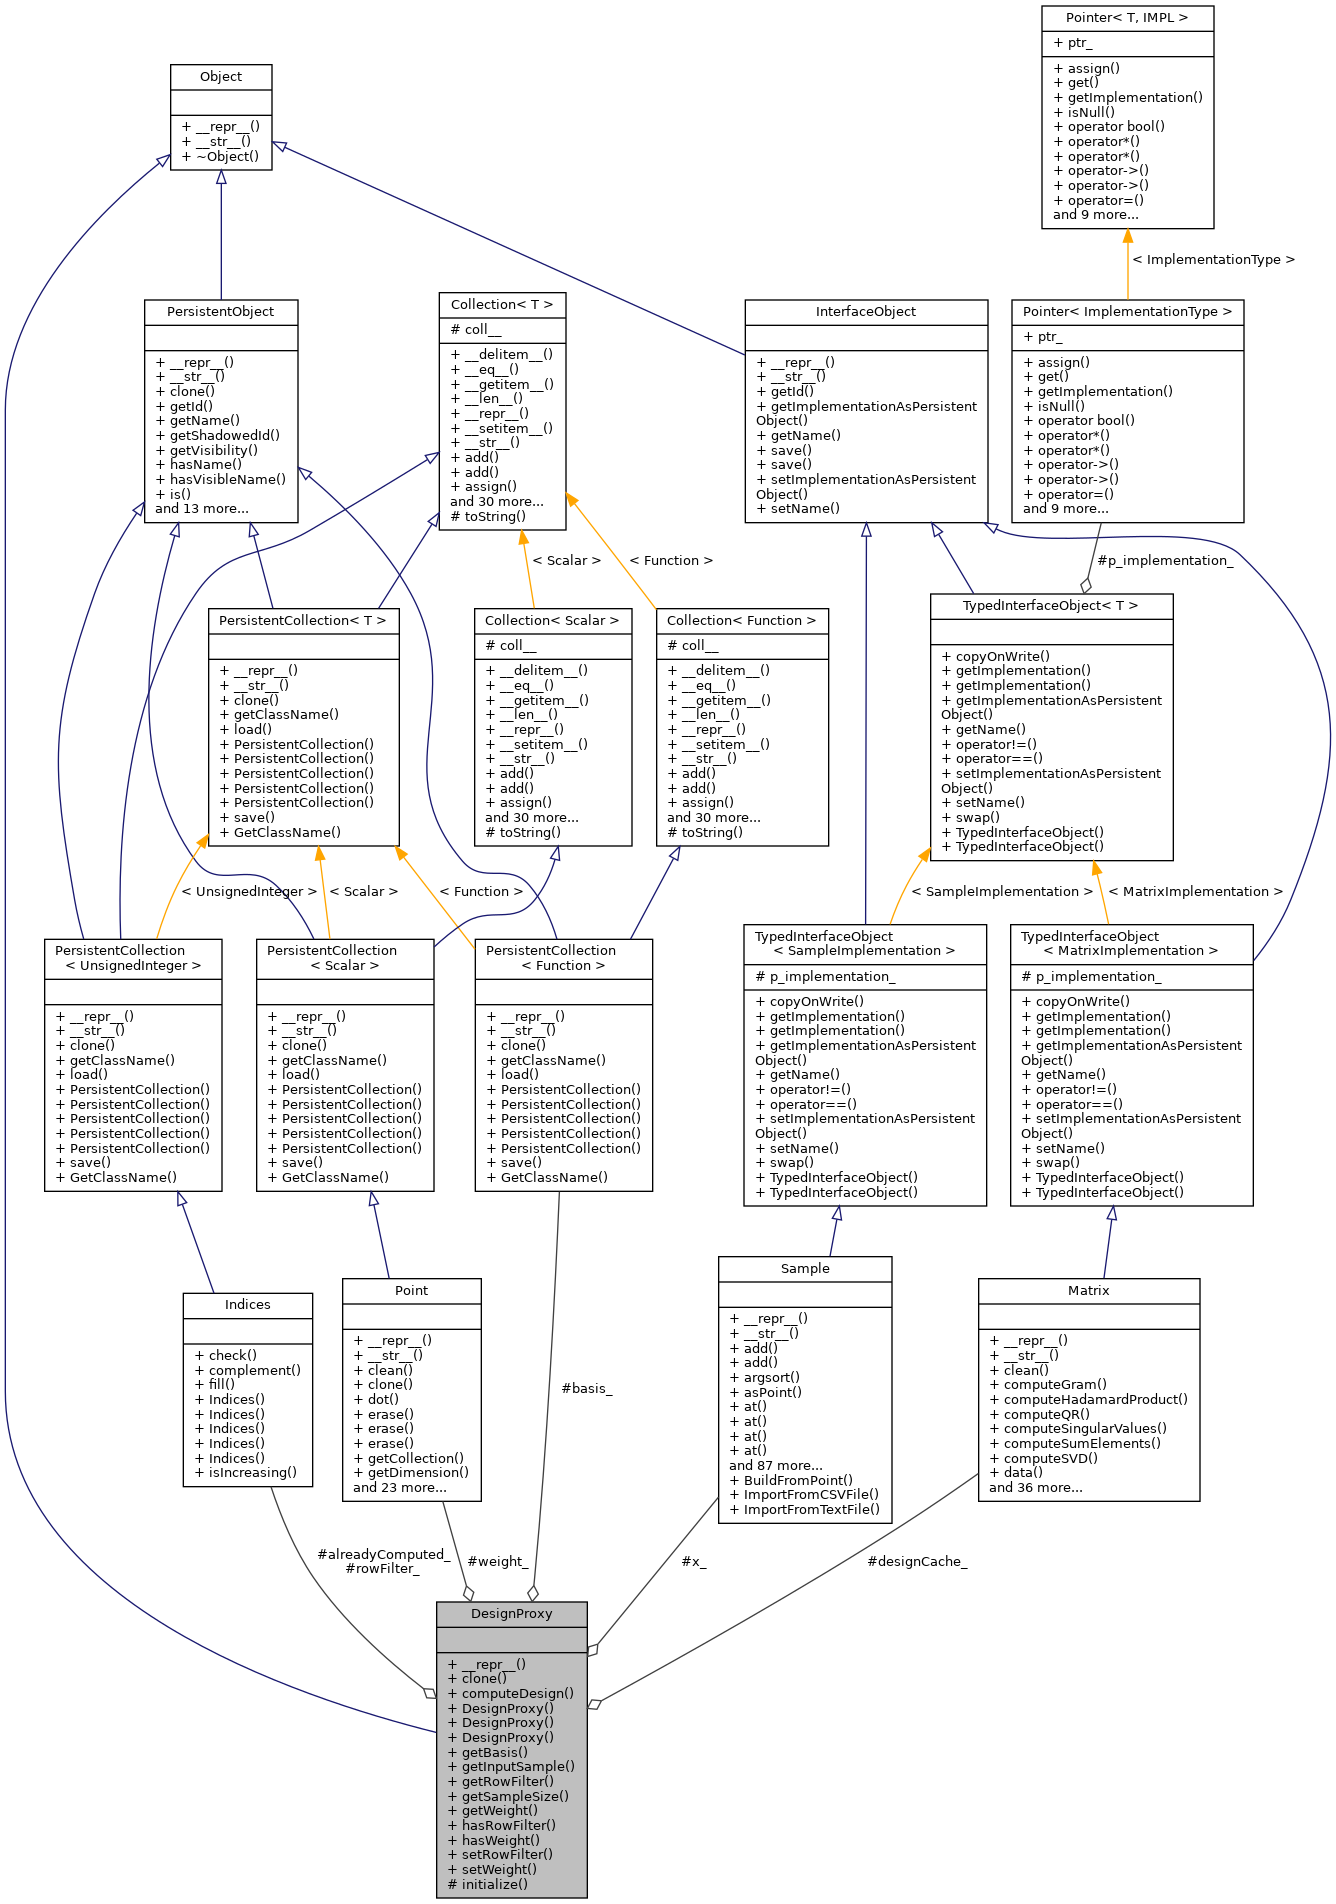 Pointer< T, IMPL >
+ ptr_
+ assign()
+ get()
+ getImplementation()
+ isNull()
+ operator bool()
+ operator*()
+ operator*()
+ operator->()
+ operator->()
+ operator=()
and 9 more...
Object
+ __repr__()
+ __str__()
+ ~Object()
< ImplementationType >
PersistentObject
+ __repr__()
+ __str__()
+ clone()
+ getId()
+ getName()
+ getShadowedId()
+ getVisibility()
+ hasName()
+ hasVisibleName()
+ is()
and 13 more...
Collection< T >
# coll__
+ __delitem__()
+ __eq__()
+ __getitem__()
+ __len__()
+ __repr__()
+ __setitem__()
+ __str__()
+ add()
+ add()
+ assign()
and 30 more...
# toString()
InterfaceObject
+ __repr__()
+ __str__()
+ getId()
+ getImplementationAsPersistent
Object()
+ getName()
+ save()
+ save()
+ setImplementationAsPersistent
Object()
+ setName()
Pointer< ImplementationType >
+ ptr_
+ assign()
+ get()
+ getImplementation()
+ isNull()
+ operator bool()
+ operator*()
+ operator*()
+ operator->()
+ operator->()
+ operator=()
and 9 more...
< Scalar >
< Function >
#p_implementation_
PersistentCollection< T >
+ __repr__()
+ __str__()
+ clone()
+ getClassName()
+ load()
+ PersistentCollection()
+ PersistentCollection()
+ PersistentCollection()
+ PersistentCollection()
+ PersistentCollection()
+ save()
+ GetClassName()
Collection< Scalar >
# coll__
+ __delitem__()
+ __eq__()
+ __getitem__()
+ __len__()
+ __repr__()
+ __setitem__()
+ __str__()
+ add()
+ add()
+ assign()
and 30 more...
# toString()
Collection< Function >
# coll__
+ __delitem__()
+ __eq__()
+ __getitem__()
+ __len__()
+ __repr__()
+ __setitem__()
+ __str__()
+ add()
+ add()
+ assign()
and 30 more...
# toString()
TypedInterfaceObject< T >
+ copyOnWrite()
+ getImplementation()
+ getImplementation()
+ getImplementationAsPersistent
Object()
+ getName()
+ operator!=()
+ operator==()
+ setImplementationAsPersistent
Object()
+ setName()
+ swap()
+ TypedInterfaceObject()
+ TypedInterfaceObject()
< UnsignedInteger >
< Scalar >
< Function >
< SampleImplementation >
< MatrixImplementation >
PersistentCollection
< UnsignedInteger >
+ __repr__()
+ __str__()
+ clone()
+ getClassName()
+ load()
+ PersistentCollection()
+ PersistentCollection()
+ PersistentCollection()
+ PersistentCollection()
+ PersistentCollection()
+ save()
+ GetClassName()
PersistentCollection
< Scalar >
+ __repr__()
+ __str__()
+ clone()
+ getClassName()
+ load()
+ PersistentCollection()
+ PersistentCollection()
+ PersistentCollection()
+ PersistentCollection()
+ PersistentCollection()
+ save()
+ GetClassName()
PersistentCollection
< Function >
+ __repr__()
+ __str__()
+ clone()
+ getClassName()
+ load()
+ PersistentCollection()
+ PersistentCollection()
+ PersistentCollection()
+ PersistentCollection()
+ PersistentCollection()
+ save()
+ GetClassName()
TypedInterfaceObject
< SampleImplementation >
# p_implementation_
+ copyOnWrite()
+ getImplementation()
+ getImplementation()
+ getImplementationAsPersistent
Object()
+ getName()
+ operator!=()
+ operator==()
+ setImplementationAsPersistent
Object()
+ setName()
+ swap()
+ TypedInterfaceObject()
+ TypedInterfaceObject()
TypedInterfaceObject
< MatrixImplementation >
# p_implementation_
+ copyOnWrite()
+ getImplementation()
+ getImplementation()
+ getImplementationAsPersistent
Object()
+ getName()
+ operator!=()
+ operator==()
+ setImplementationAsPersistent
Object()
+ setName()
+ swap()
+ TypedInterfaceObject()
+ TypedInterfaceObject()
Indices
+ check()
+ complement()
+ fill()
+ Indices()
+ Indices()
+ Indices()
+ Indices()
+ Indices()
+ isIncreasing()
Point
+ __repr__()
+ __str__()
+ clean()
+ clone()
+ dot()
+ erase()
+ erase()
+ erase()
+ getCollection()
+ getDimension()
and 23 more...
#basis_
Sample
+ __repr__()
+ __str__()
+ add()
+ add()
+ argsort()
+ asPoint()
+ at()
+ at()
+ at()
+ at()
and 87 more...
+ BuildFromPoint()
+ ImportFromCSVFile()
+ ImportFromTextFile()
Matrix
+ __repr__()
+ __str__()
+ clean()
+ computeGram()
+ computeHadamardProduct()
+ computeQR()
+ computeSingularValues()
+ computeSumElements()
+ computeSVD()
+ data()
and 36 more...
#alreadyComputed_
#rowFilter_
#weight_
#x_
#designCache_
DesignProxy
+ __repr__()
+ clone()
+ computeDesign()
+ DesignProxy()
+ DesignProxy()
+ DesignProxy()
+ getBasis()
+ getInputSample()
+ getRowFilter()
+ getSampleSize()
+ getWeight()
+ hasRowFilter()
+ hasWeight()
+ setRowFilter()
+ setWeight()
# initialize()